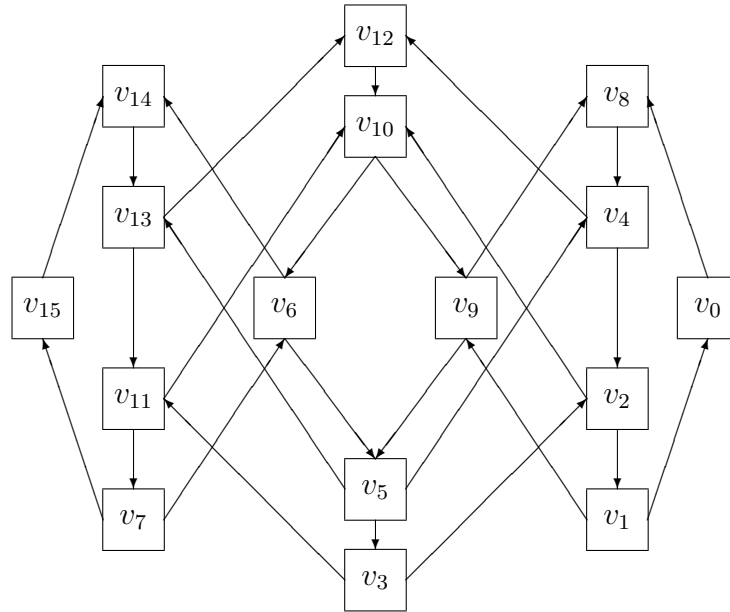 v₁₂
v₁₄ v₈
v₁₀
v₁₃ v₄
v₁₅ v₆ v₉ v₀
v₁₁ v₂
v₅
v₇ v₁
v₃